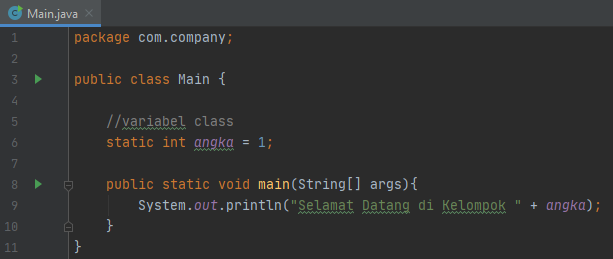 Main.java
1 package com.company;
2
3 public class Main {
4
5 //variabel class
6 static int angka = 1;
7
8 public static void main(String[] args){
9 System.out.println("Selamat Datang di Kelompok " + angka);
10 }
11 }